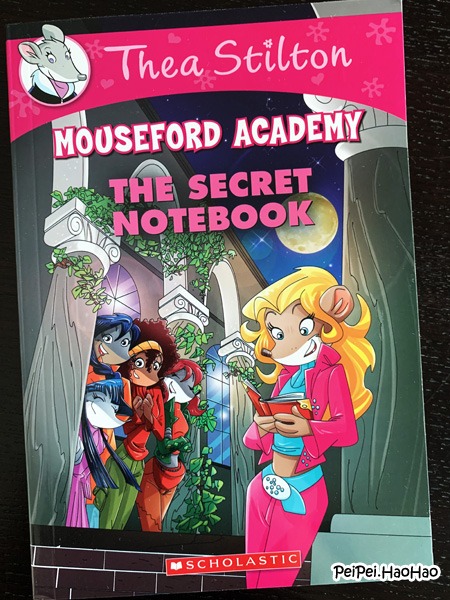 Thea Stilton
MOUSEFORD ACADEMY
THE SECRET
NOTEBOOK
SCHOLASTIC
PeiPei.HaoHao